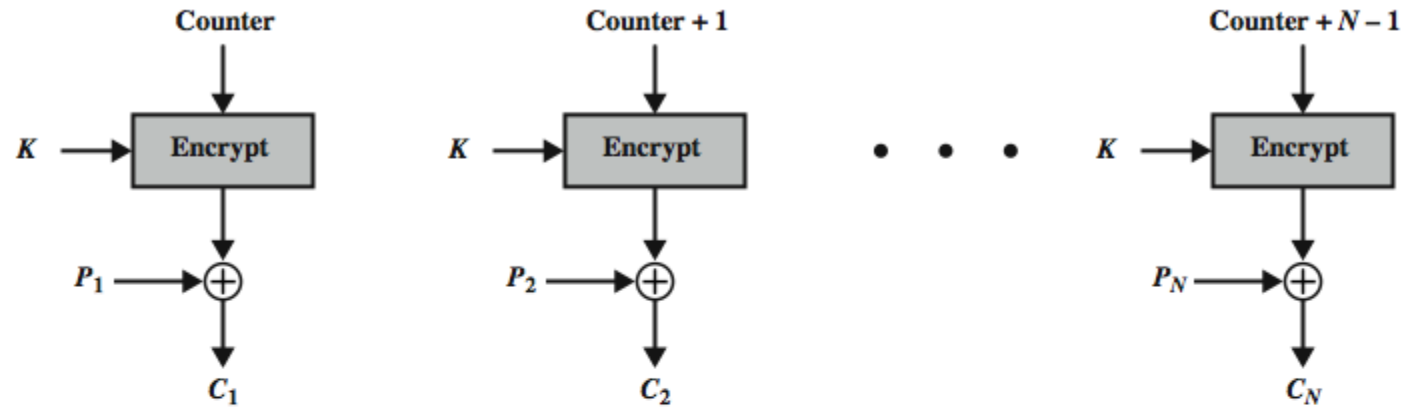 Counter Counter + 1 Counter + N – 1
K Encrypt K Encrypt K Encrypt
P₁ P₂ Pₙ
C₁ C₂ Cₙ